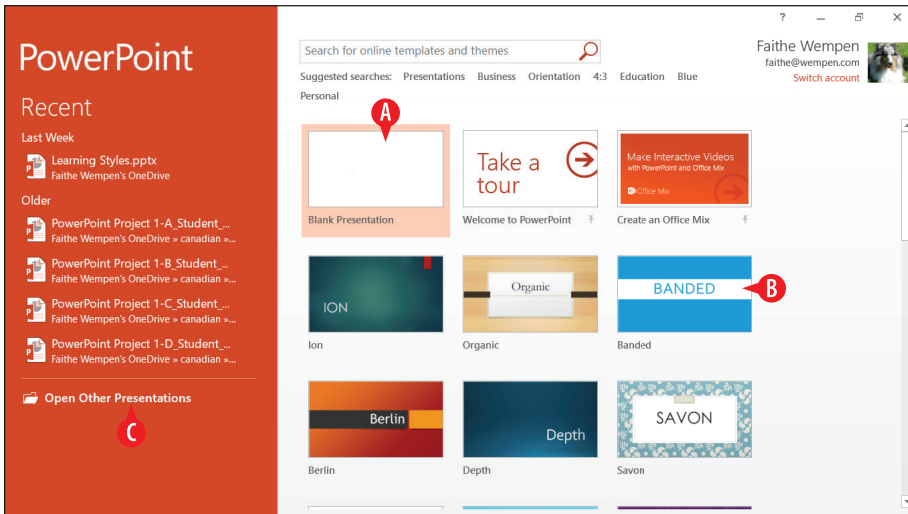 PowerPoint
Recent
Last Week
Learning Styles.pptx
Faithe Wempen's OneDrive
Older
PowerPoint Project 1-A_Student_...
Faithe Wempen's OneDrive » canadian »...
PowerPoint Project 1-B_Student_...
Faithe Wempen's OneDrive » canadian »...
PowerPoint Project 1-C_Student_...
Faithe Wempen's OneDrive » canadian »...
PowerPoint Project 1-D_Student_...
Faithe Wempen's OneDrive » canadian »...
Open Other Presentations
C
?
Search for online templates and themes
Faithe Wempen
faithe@wempen.com
Switch account
Suggested searches: Presentations Business Orientation 4:3 Education Blue
Personal
A
Blank Presentation
Take a
tour
Welcome to PowerPoint
Make Interactive Videos
with PowerPoint and Office Mix
Office Mix
Create an Office Mix
ION
Ion
Organic
Organic
BANDED
B
Banded
Berlin
Berlin
Depth
Depth
SAVON
Savon